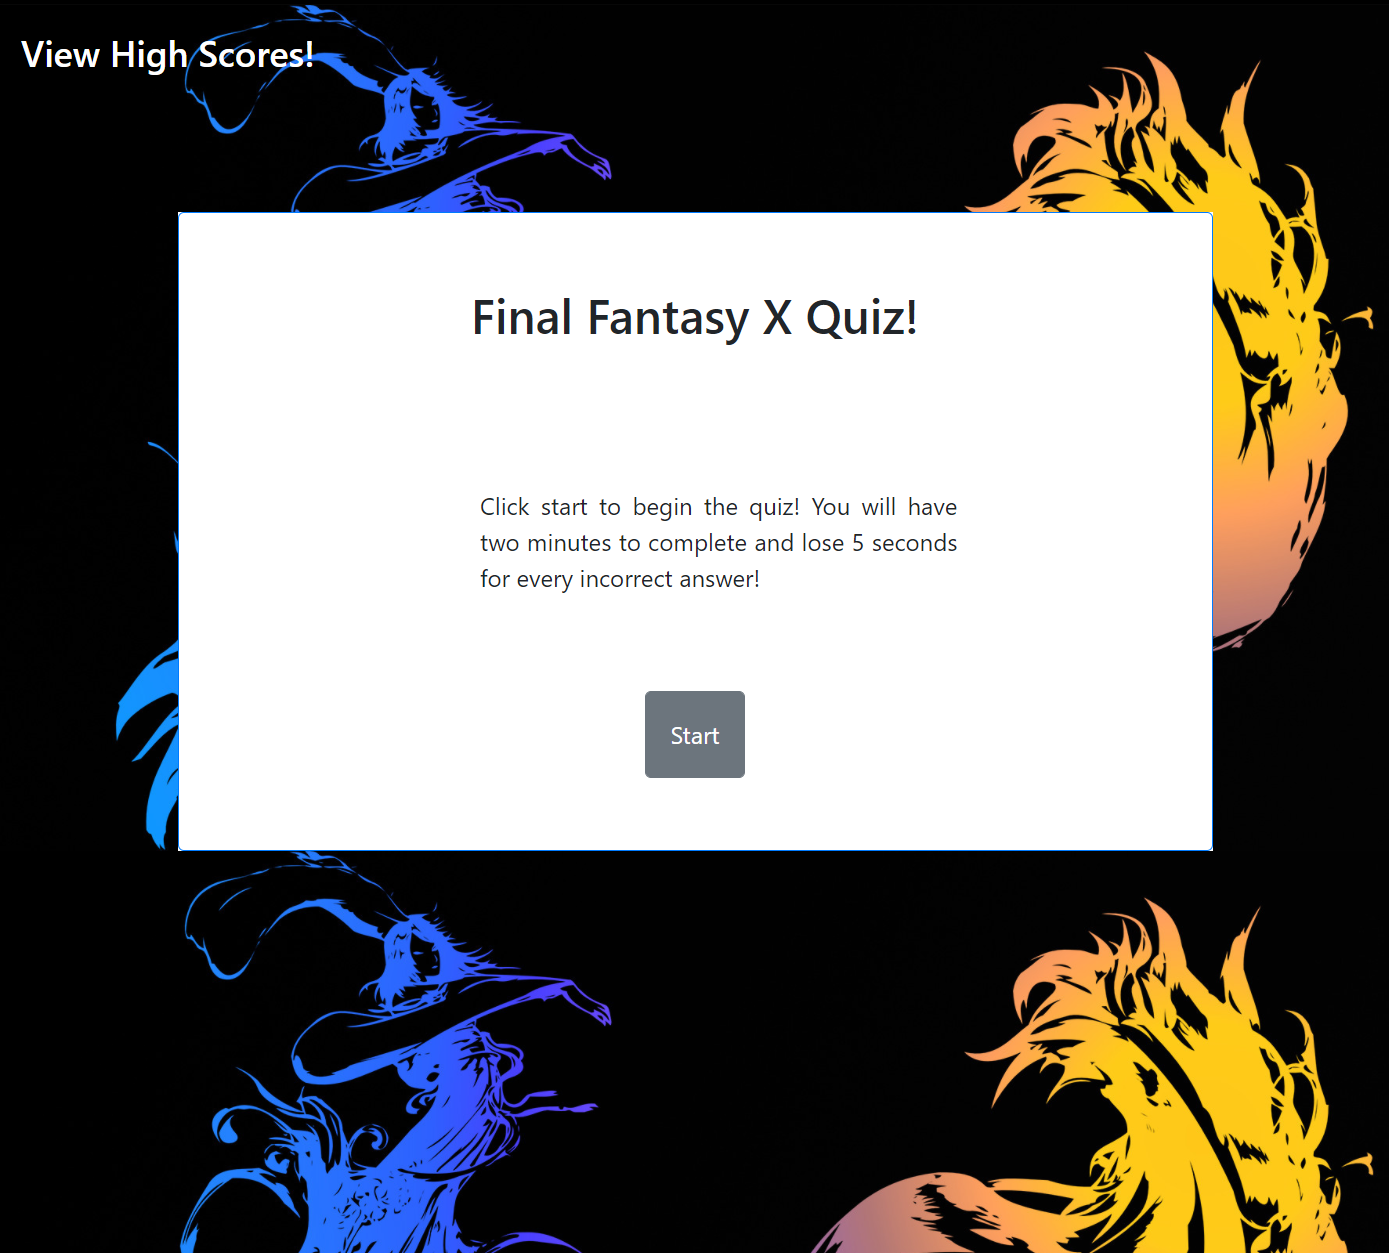 View High Scores!
Final Fantasy X Quiz!
Click start to begin the quiz! You will have
two minutes to complete and lose 5 seconds
for every incorrect answer!
Start